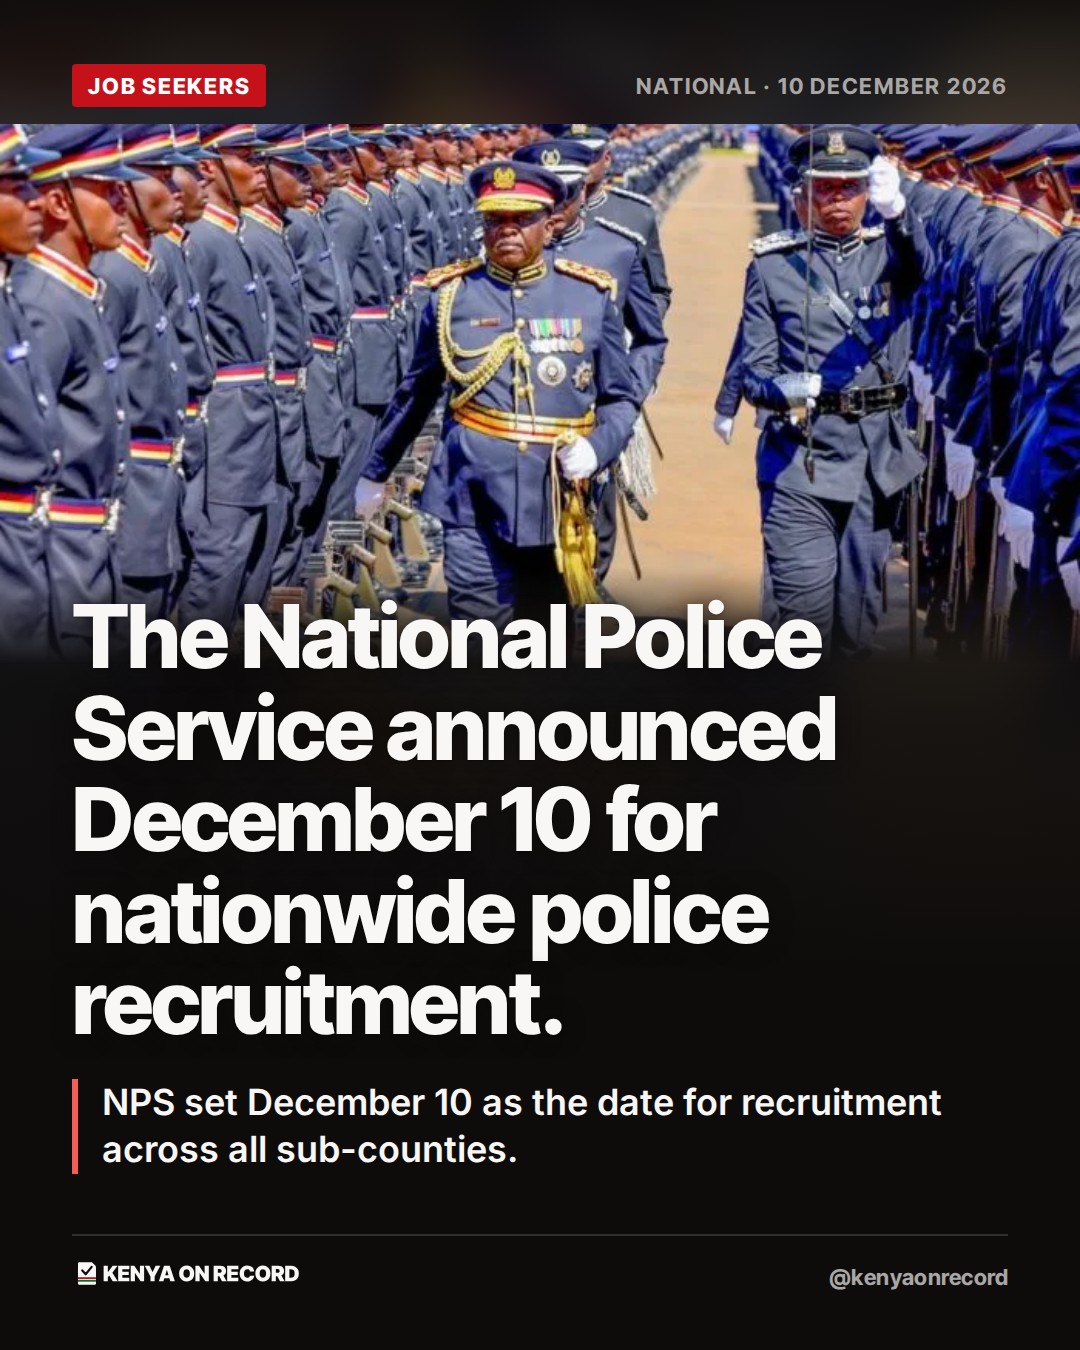 JOB SEEKERS
NATIONAL · 10 DECEMBER 2026
The National Police
Service announced
December 10 for
nationwide police
recruitment.
NPS set December 10 as the date for recruitment
across all sub-counties.
KENYA ON RECORD
@kenyaonrecord